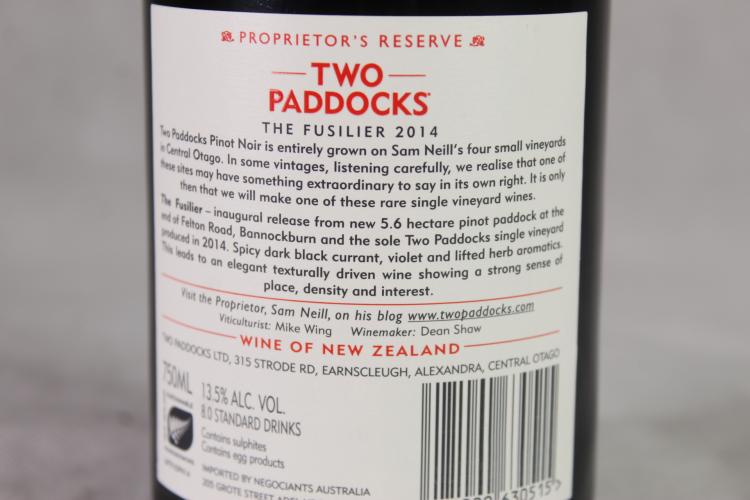 PROPRIETOR'S RESERVE
TWO
PADDOCKS
THE FUSILIER 2014
Two Paddocks Pinot Noir is entirely grown on Sam Neill's four small vineyards
in Central Otago. In some vintages, listening carefully, we realise that one of
these sites may have something extraordinary to say in its own right. It is only
then that we will make one of these rare single vineyard wines.
The Fusilier – inaugural release from new 5.6 hectare pinot paddock at the
end of Felton Road, Bannockburn and the sole Two Paddocks single vineyard
produced in 2014. Spicy dark black currant, violet and lifted herb aromatics.
This leads to an elegant texturally driven wine showing a strong sense of
place, density and interest.
Visit the Proprietor, Sam Neill, on his blog www.twopaddocks.com
Viticulturist: Mike Wing Winemaker: Dean Shaw
WINE OF NEW ZEALAND
TWO PADDOCKS LTD, 315 STRODE RD, EARNSCLEUGH, ALEXANDRA, CENTRAL OTAGO
750ML
13.5% ALC. VOL.
8.0 STANDARD DRINKS
Contains sulphites
Contains egg products
IMPORTED BY NEGOCIANTS AUSTRALIA
205 GROTE STREET
630515